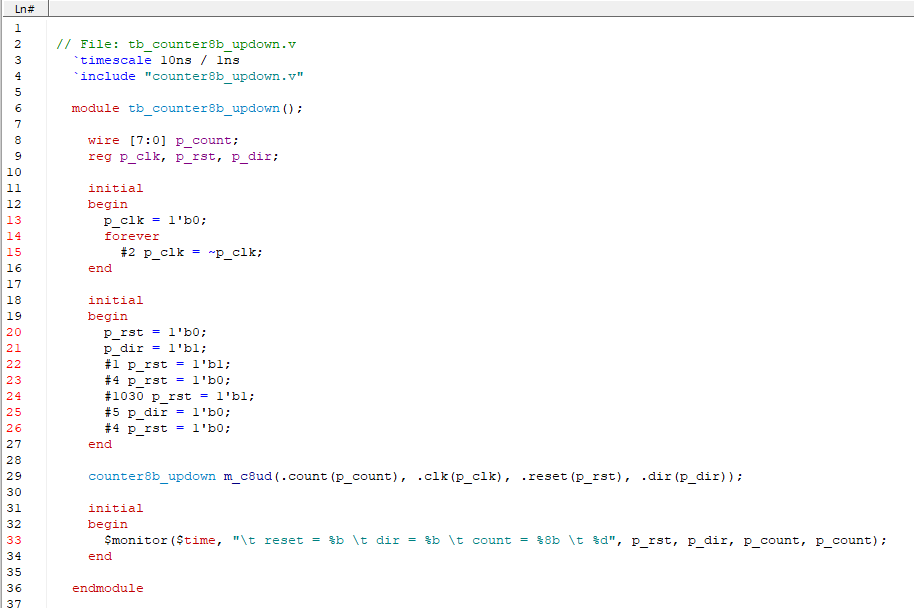 Ln#
1
2 // File: tb_counter8b_updown.v
3 `timescale 10ns / 1ns
4 `include "counter8b_updown.v"
5
6 module tb_counter8b_updown();
7
8 wire [7:0] p_count;
9 reg p_clk, p_rst, p_dir;
10
11 initial
12 begin
13 p_clk = 1'b0;
14 forever
15 #2 p_clk = ~p_clk;
16 end
17
18 initial
19 begin
20 p_rst = 1'b0;
21 p_dir = 1'b1;
22 #1 p_rst = 1'b1;
23 #4 p_rst = 1'b0;
24 #1030 p_rst = 1'b1;
25 #5 p_dir = 1'b0;
26 #4 p_rst = 1'b0;
27 end
28
29 counter8b_updown m_c8ud(.count(p_count), .clk(p_clk), .reset(p_rst), .dir(p_dir));
30
31 initial
32 begin
33 $monitor($time, "\t reset = %b \t dir = %b \t count = %8b \t %d", p_rst, p_dir, p_count, p_count);
34 end
35
36 endmodule
37